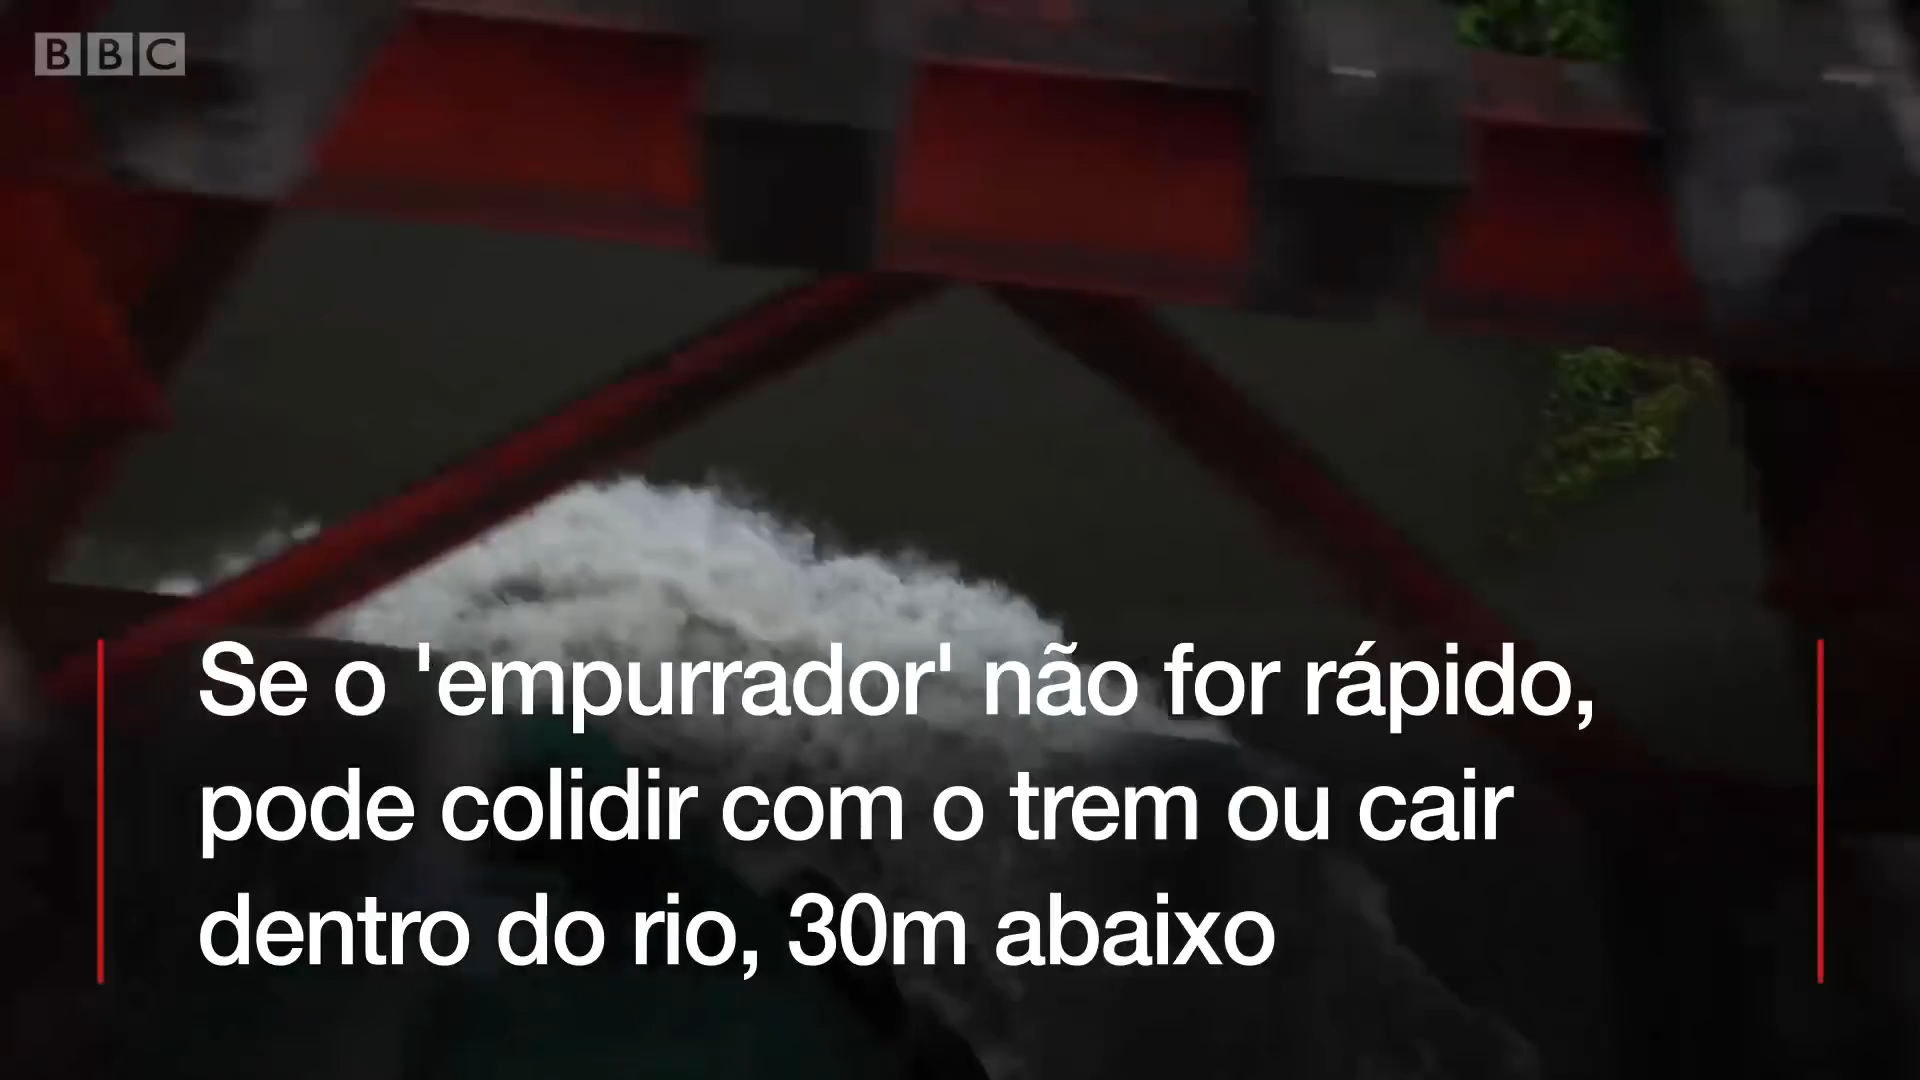 BBC
Se o 'empurrador' não for rápido,
pode colidir com o trem ou cair
dentro do rio, 30m abaixo